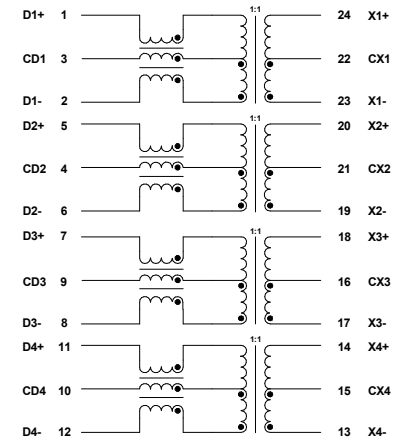 D1+ 1 1:1 24 X1+
CD1 3 22 CX1
D1- 2 23 X1-
D2+ 5 1:1 20 X2+
CD2 4 21 CX2
D2- 6 19 X2-
D3+ 7 1:1 18 X3+
CD3 9 16 CX3
D3- 8 17 X3-
D4+ 11 1:1 14 X4+
CD4 10 15 CX4
D4- 12 13 X4-